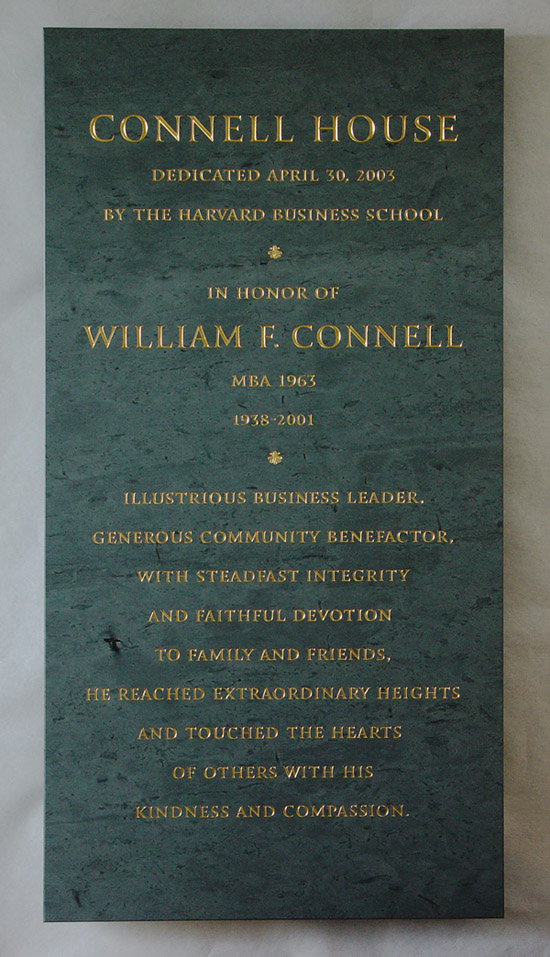 CONNELL HOUSE
DEDICATED APRIL 30, 2003
BY THE HARVARD BUSINESS SCHOOL
IN HONOR OF
WILLIAM F. CONNELL
MBA 1963
1938-2001
ILLUSTRIOUS BUSINESS LEADER,
GENEROUS COMMUNITY BENEFACTOR,
WITH STEADFAST INTEGRITY
AND FAITHFUL DEVOTION
TO FAMILY AND FRIENDS,
HE REACHED EXTRAORDINARY HEIGHTS
AND TOUCHED THE HEARTS
OF OTHERS WITH HIS
KINDNESS AND COMPASSION.